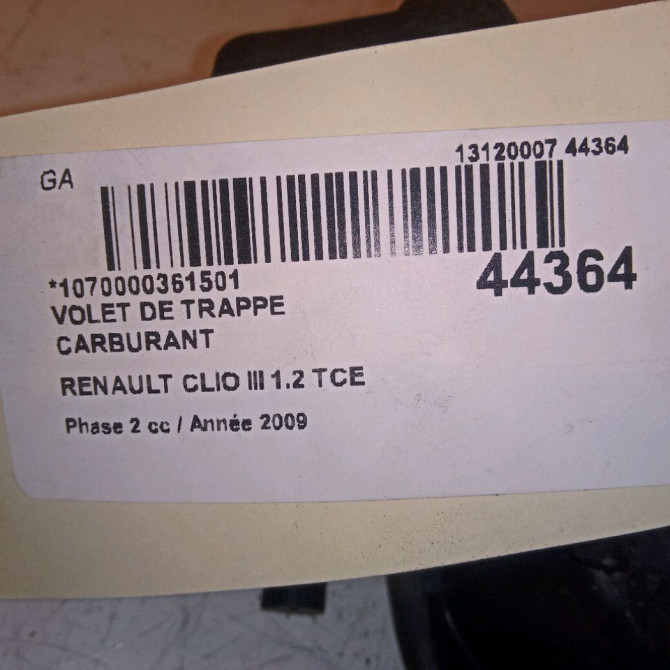 GA
13120007 44364
*1070000361501
44364
VOLET DE TRAPPE
CARBURANT
RENAULT CLIO III 1.2 TCE
Phase 2 cc / Année 2009